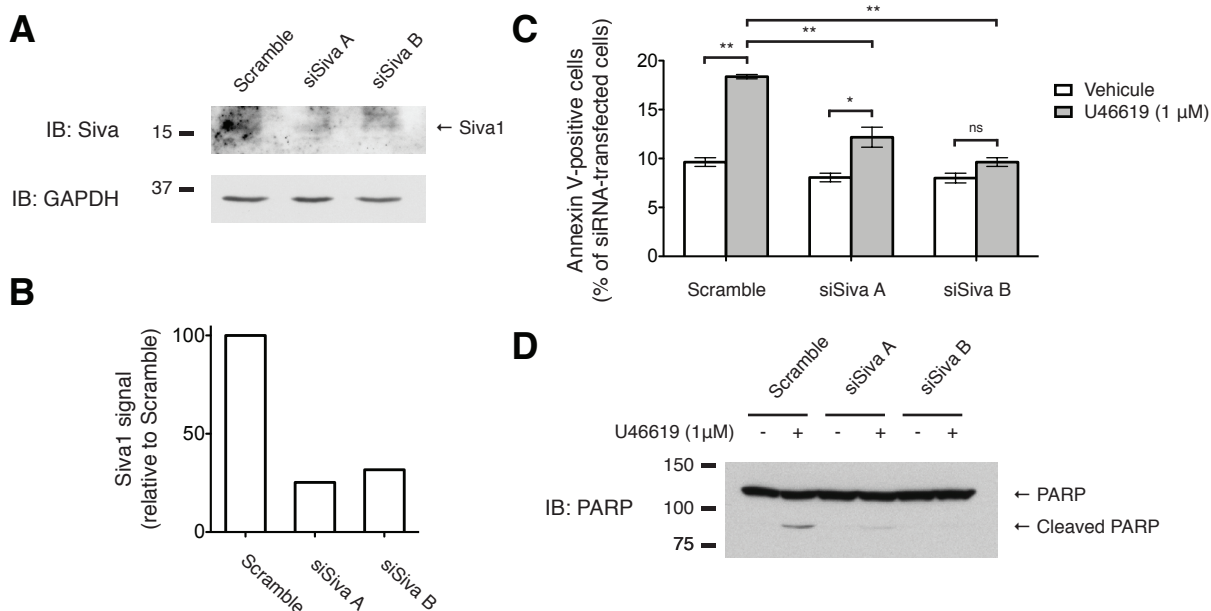 A
Scramble
siSiva A
siSiva B
IB: Siva
15
← Siva1
IB: GAPDH
37
B
Siva1 signal
(relative to Scramble)
100
50
0
Scramble
siSiva A
siSiva B
C
Annexin V-positive cells
(% of siRNA-transfected cells)
20
15
10
5
0
**
**
**
*
ns
Vehicule
U46619 (1 μM)
Scramble
siSiva A
siSiva B
D
Scramble
siSiva A
siSiva B
U46619 (1μM)
- + - + - +
IB: PARP
150
100
75
← PARP
← Cleaved PARP